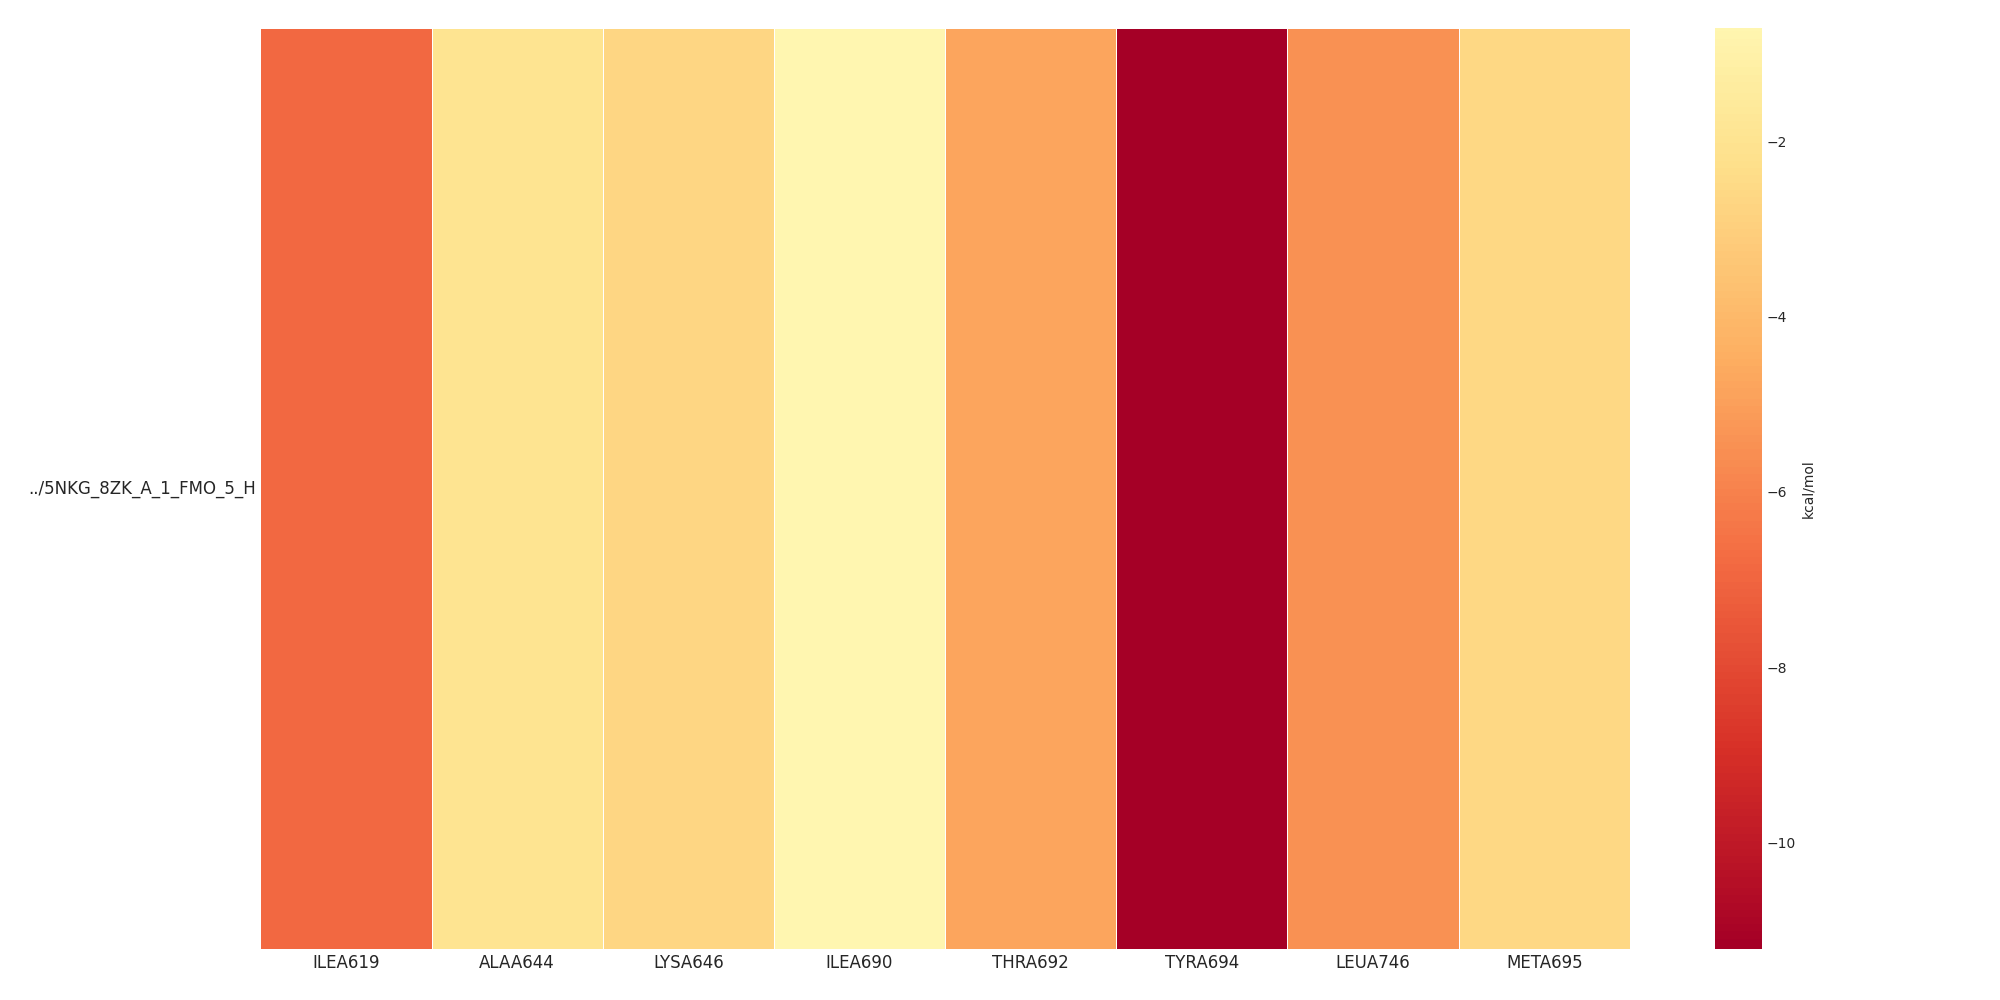 ../5NKG_8ZK_A_1_FMO_5_H
ILEA619 ALAA644 LYSA646 ILEA690 THRA692 TYRA694 LEUA746 META695
−2
−4
−6
−8
−10
kcal/mol